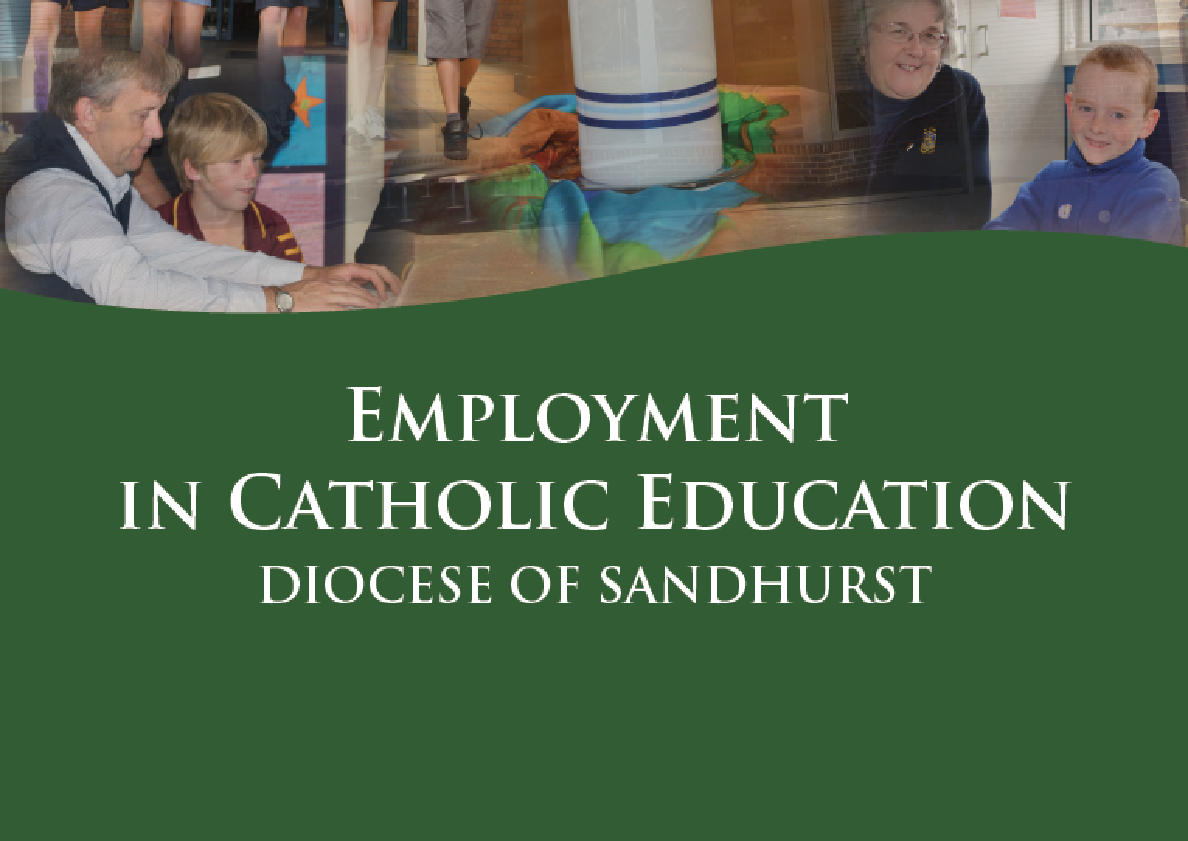 Employment
in Catholic Education
DIOCESE OF SANDHURST